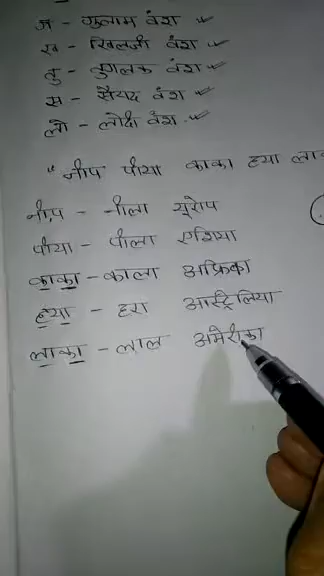 ज - गुलाम वंश
ख - खिलजी वंश
तु - तुगलक वंश
स - सैयद वंश
लो - लोदी वंश
"नीप पीया काका हया लाका
नीप - नीला यूरोप
पीया - पीला एशिया
काका - काला अफ्रिका
हया - हरा आस्ट्रेलिया
लाका - लाल अमेरीका